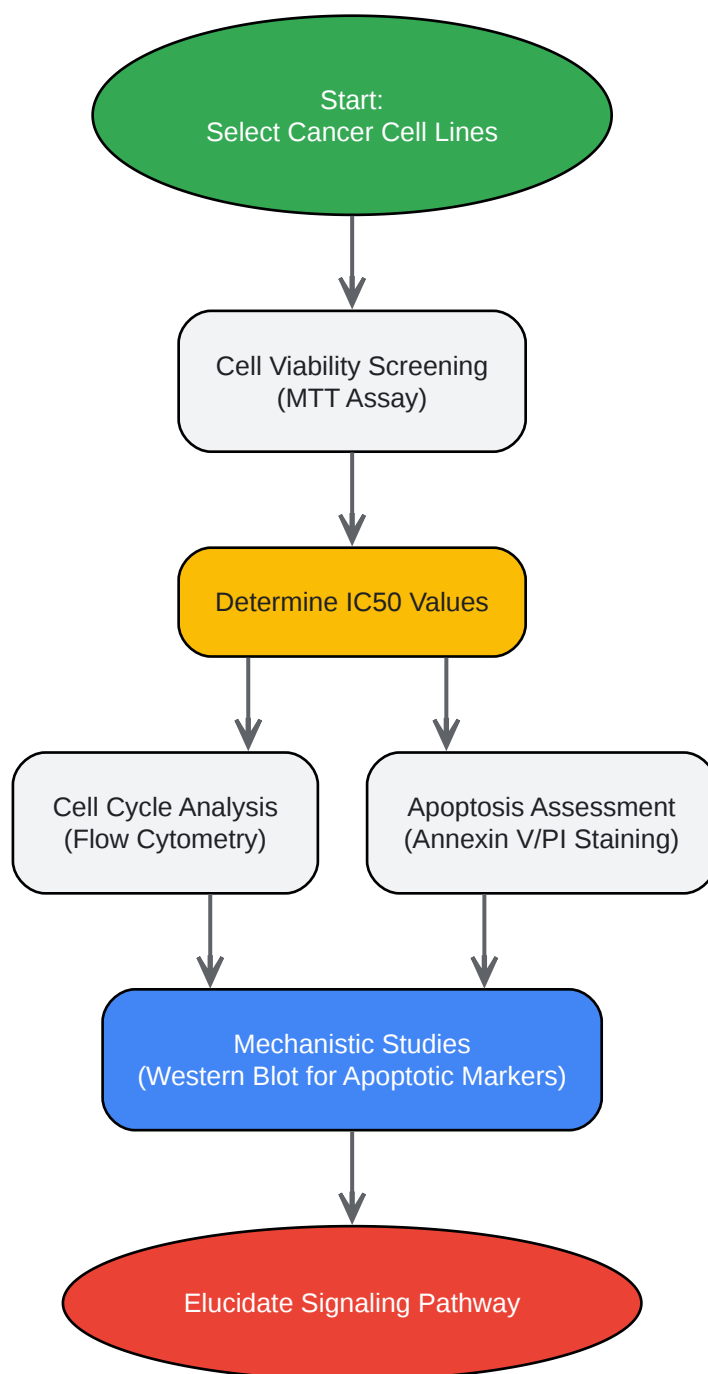 Start:
Select Cancer Cell Lines
Cell Viability Screening
(MTT Assay)
Determine IC50 Values
Cell Cycle Analysis
(Flow Cytometry)
Apoptosis Assessment
(Annexin V/PI Staining)
Mechanistic Studies
(Western Blot for Apoptotic Markers)
Elucidate Signaling Pathway